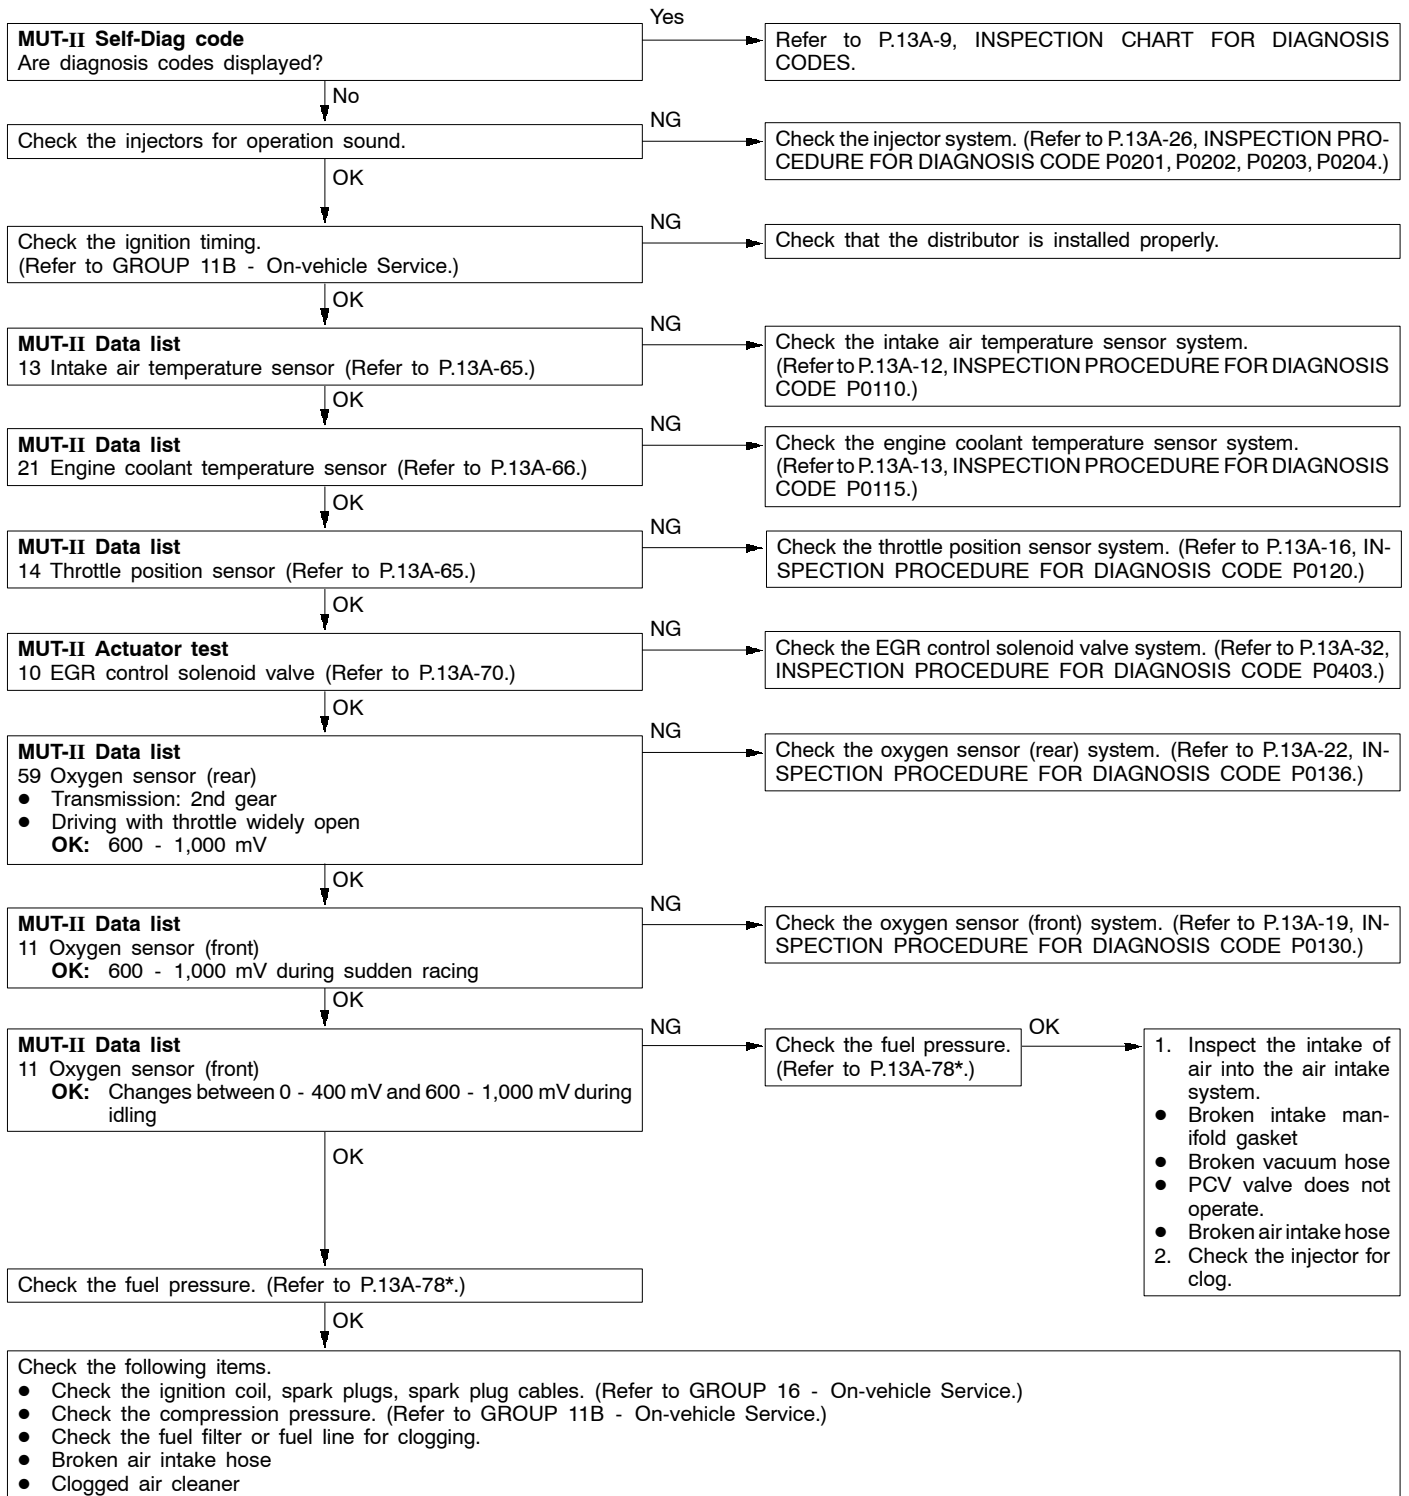 MUT-II Self-Diag code
Are diagnosis codes displayed?
Yes
Refer to P.13A-9, INSPECTION CHART FOR DIAGNOSIS
CODES.
No
Check the injectors for operation sound.
NG
Check the injector system. (Refer to P.13A-26, INSPECTION PRO-
CEDURE FOR DIAGNOSIS CODE P0201, P0202, P0203, P0204.)
OK
Check the ignition timing.
(Refer to GROUP 11B - On-vehicle Service.)
NG
Check that the distributor is installed properly.
OK
MUT-II Data list
13 Intake air temperature sensor (Refer to P.13A-65.)
NG
Check the intake air temperature sensor system.
(Refer to P.13A-12, INSPECTION PROCEDURE FOR DIAGNOSIS
CODE P0110.)
OK
MUT-II Data list
21 Engine coolant temperature sensor (Refer to P.13A-66.)
NG
Check the engine coolant temperature sensor system.
(Refer to P.13A-13, INSPECTION PROCEDURE FOR DIAGNOSIS
CODE P0115.)
OK
MUT-II Data list
14 Throttle position sensor (Refer to P.13A-65.)
NG
Check the throttle position sensor system. (Refer to P.13A-16, IN-
SPECTION PROCEDURE FOR DIAGNOSIS CODE P0120.)
OK
MUT-II Actuator test
10 EGR control solenoid valve (Refer to P.13A-70.)
NG
Check the EGR control solenoid valve system. (Refer to P.13A-32,
INSPECTION PROCEDURE FOR DIAGNOSIS CODE P0403.)
OK
MUT-II Data list
59 Oxygen sensor (rear)
● Transmission: 2nd gear
● Driving with throttle widely open
OK: 600 - 1,000 mV
NG
Check the oxygen sensor (rear) system. (Refer to P.13A-22, IN-
SPECTION PROCEDURE FOR DIAGNOSIS CODE P0136.)
OK
MUT-II Data list
11 Oxygen sensor (front)
OK: 600 - 1,000 mV during sudden racing
NG
Check the oxygen sensor (front) system. (Refer to P.13A-19, IN-
SPECTION PROCEDURE FOR DIAGNOSIS CODE P0130.)
OK
MUT-II Data list
11 Oxygen sensor (front)
OK: Changes between 0 - 400 mV and 600 - 1,000 mV during
idling
NG
Check the fuel pressure.
(Refer to P.13A-78*.)
OK
1. Inspect the intake of
air into the air intake
system.
● Broken intake man-
ifold gasket
● Broken vacuum hose
● PCV valve does not
operate.
● Broken air intake hose
2. Check the injector for
clog.
OK
Check the fuel pressure. (Refer to P.13A-78*.)
OK
Check the following items.
● Check the ignition coil, spark plugs, spark plug cables. (Refer to GROUP 16 - On-vehicle Service.)
● Check the compression pressure. (Refer to GROUP 11B - On-vehicle Service.)
● Check the fuel filter or fuel line for clogging.
● Broken air intake hose
● Clogged air cleaner